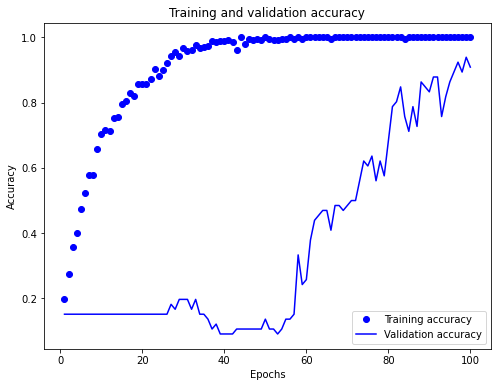 Training and validation accuracy
1.0
0.8
0.6
0.4
0.2
Accuracy
0 20 40 60 80 100
Epochs
Training accuracy
Validation accuracy